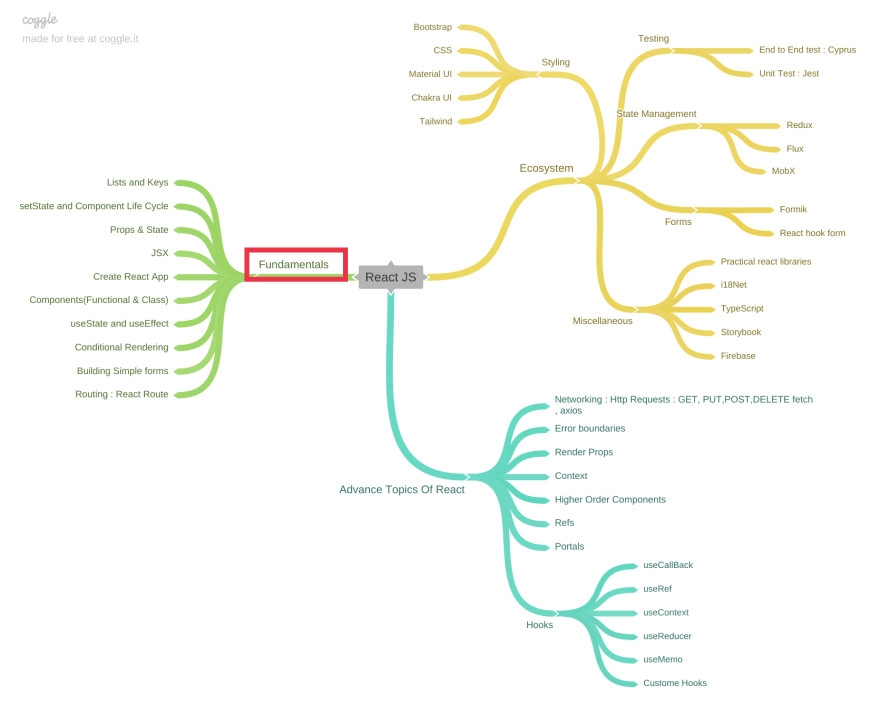 coggle
made for free at coggle.it
Bootstrap
CSS
Material UI
Chakra UI
Tailwind
Styling
Testing
End to End test : Cyprus
Unit Test : Jest
State Management
Redux
Flux
MobX
Ecosystem
Forms
Formik
React hook form
Miscellaneous
Practical react libraries
i18Net
TypeScript
Storybook
Firebase
Lists and Keys
setState and Component Life Cycle
Props & State
JSX
Create React App
Components(Functional & Class)
useState and useEffect
Conditional Rendering
Building Simple forms
Routing : React Route
Fundamentals
React JS
Advance Topics Of React
Networking : Http Requests : GET, PUT,POST,DELETE fetch
, axios
Error boundaries
Render Props
Context
Higher Order Components
Refs
Portals
Hooks
useCallBack
useRef
useContext
useReducer
useMemo
Custome Hooks